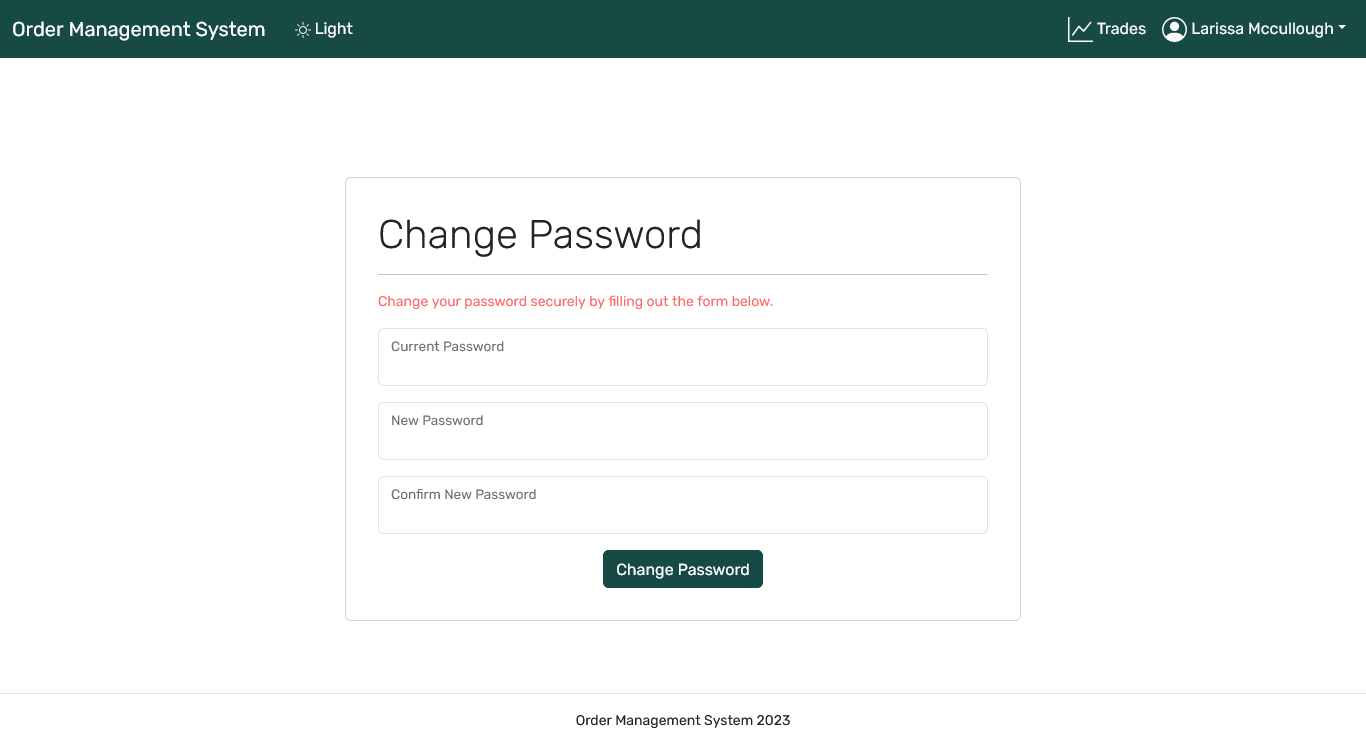 Order Management System Light Trades Larissa Mccullough
Change Password
Change your password securely by filling out the form below.
Current Password
New Password
Confirm New Password
Change Password
Order Management System 2023